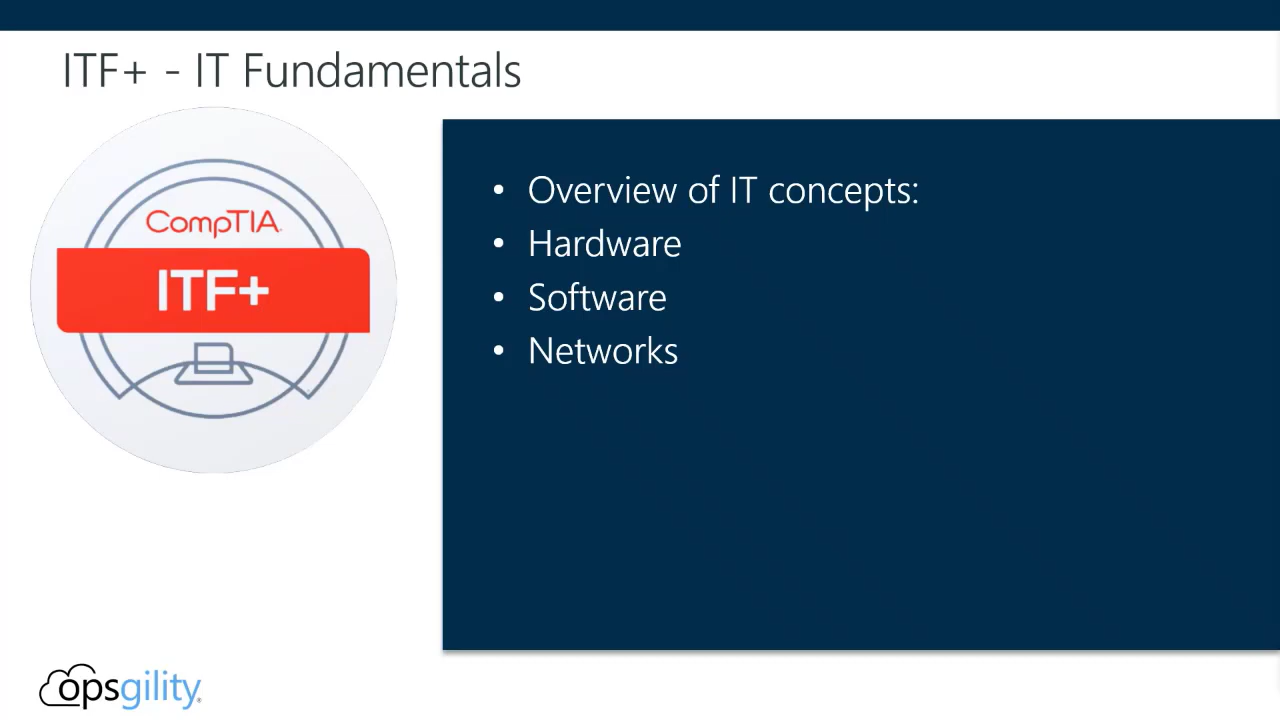 ITF+ - IT Fundamentals
CompTIA.
ITF+
• Overview of IT concepts:
• Hardware
• Software
• Networks
opsgility®